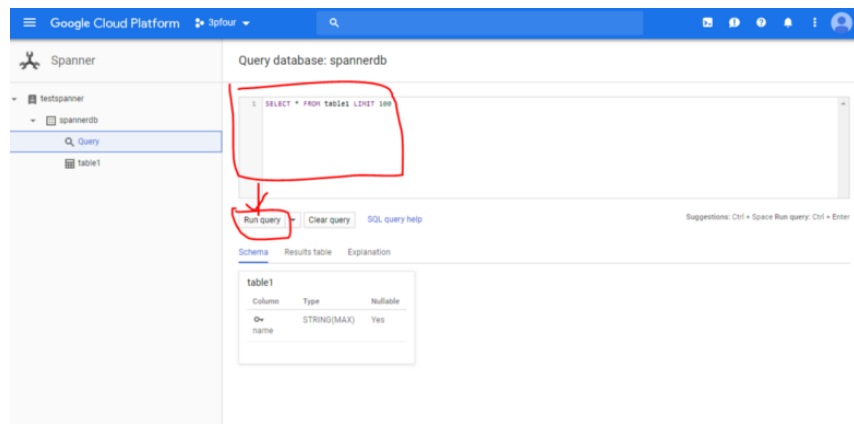 Google Cloud Platform 3pfour
Spanner
Query database: spannerdb
testspanner
spannerdb
Query
table1
1 SELECT * FROM table1 LIMIT 100
Run query Clear query SQL query help
Suggestions: Ctrl + Space Run query: Ctrl + Enter
Schema Results table Explanation
table1
Column Type Nullable
name STRING(MAX) Yes